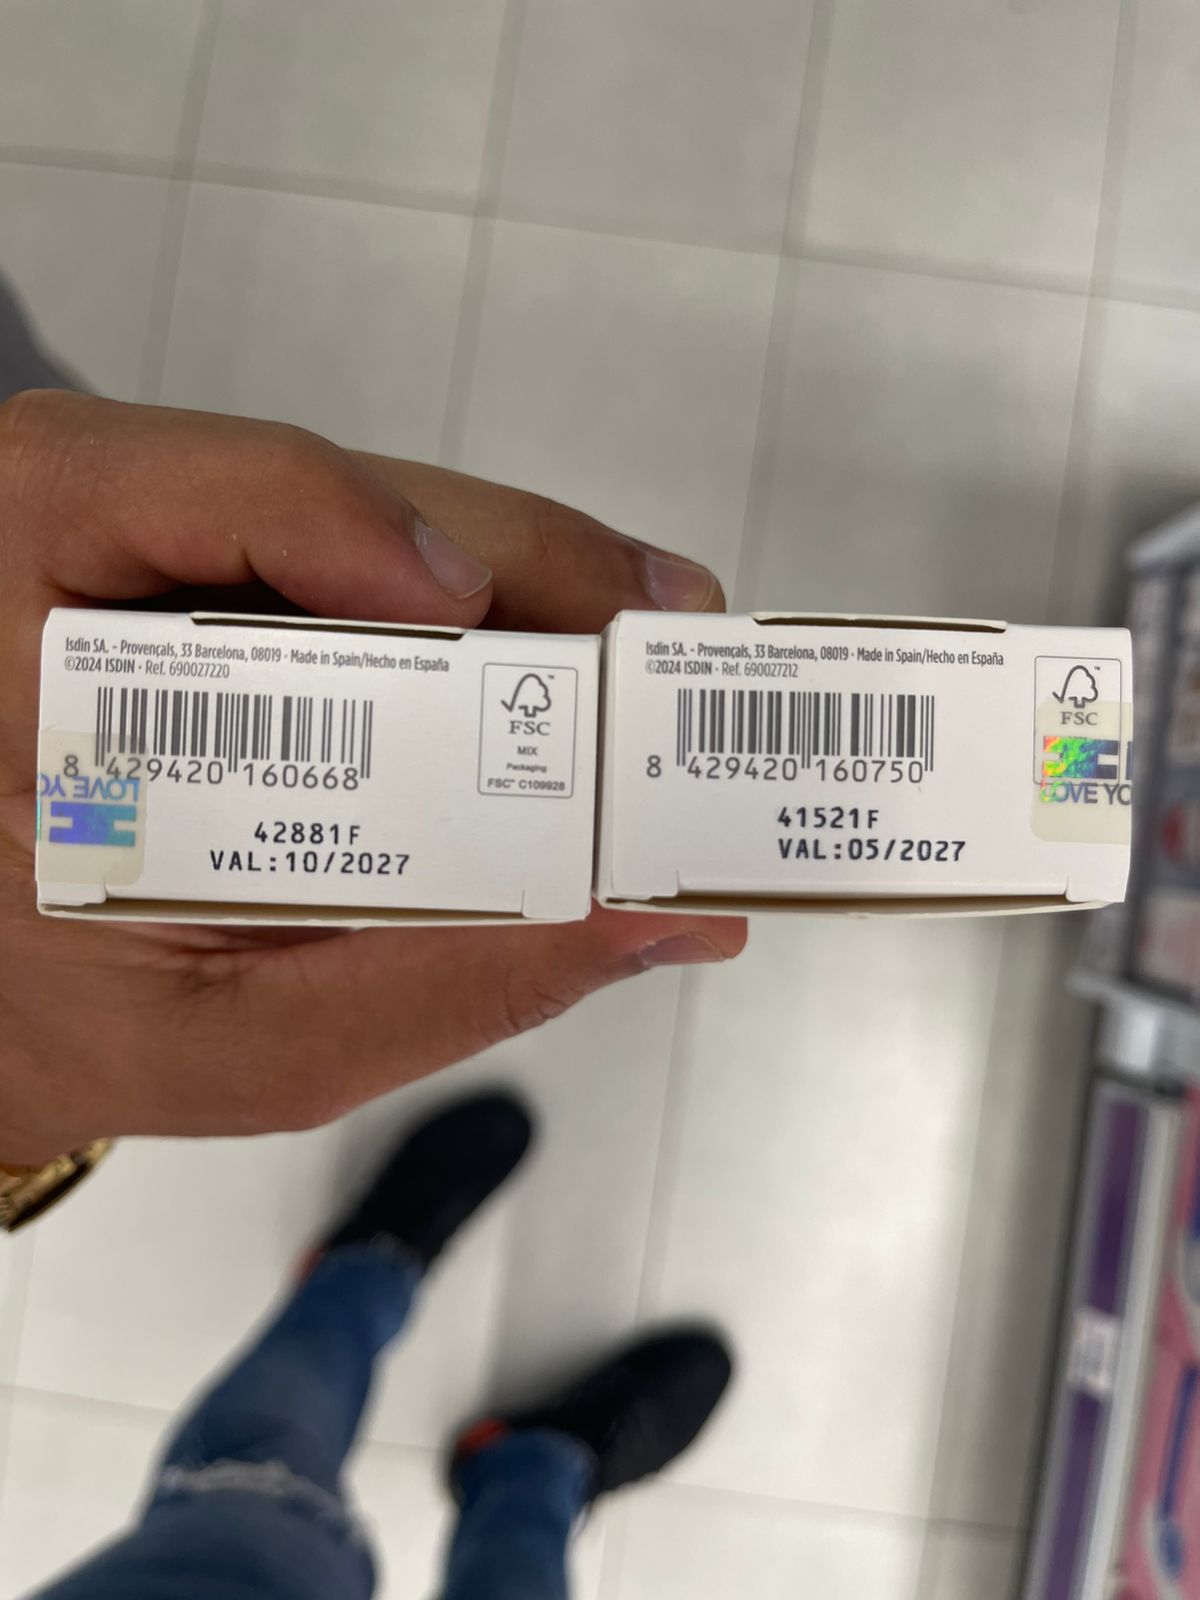 Isdin SA. - Provençals, 33 Barcelona, 08019 · Made in Spain/Hecho en España
©2024 ISDIN · Ref. 690027220
FSC
MIX
Packaging
FSC™ C109928
8 429420 160668
LOVE YO
42881F
VAL:10/2027
Isdin SA. - Provençals, 33 Barcelona, 08019 · Made in Spain/Hecho en España
©2024 ISDIN · Ref. 690027212
FSC
8 429420 160750
LOVE YO
41521F
VAL:05/2027